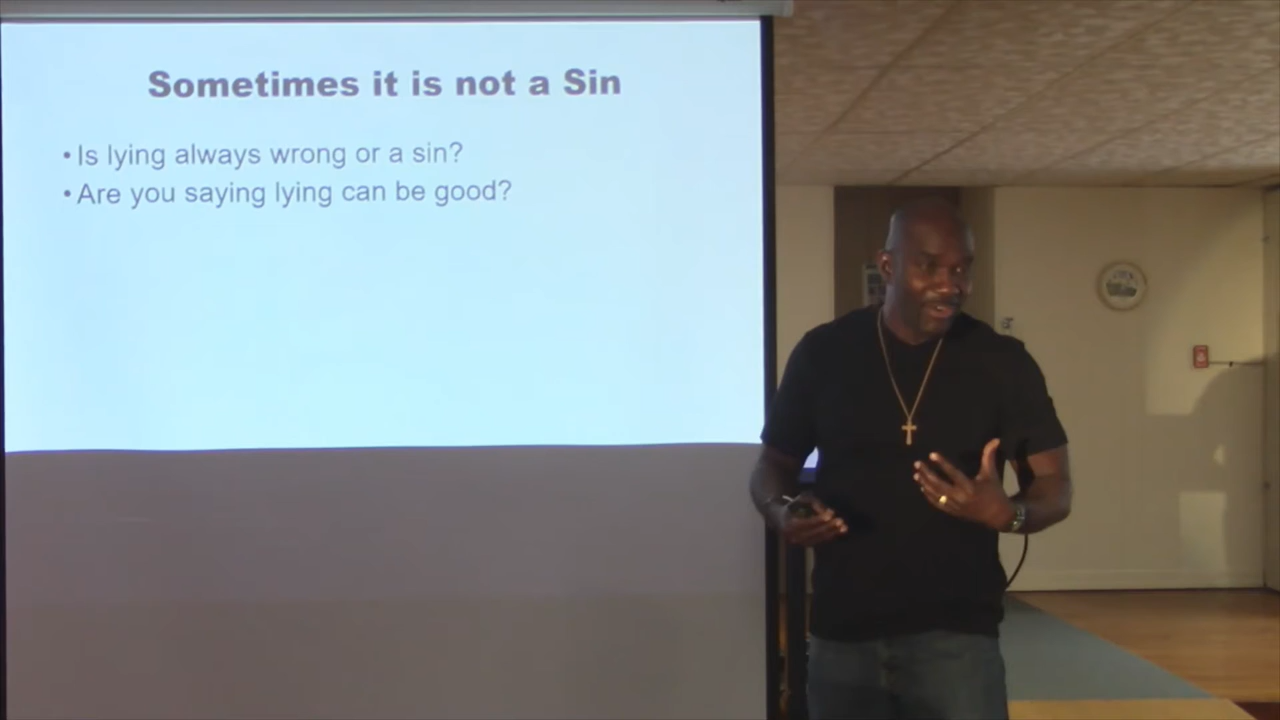 Sometimes it is not a Sin
• Is lying always wrong or a sin?
• Are you saying lying can be good?